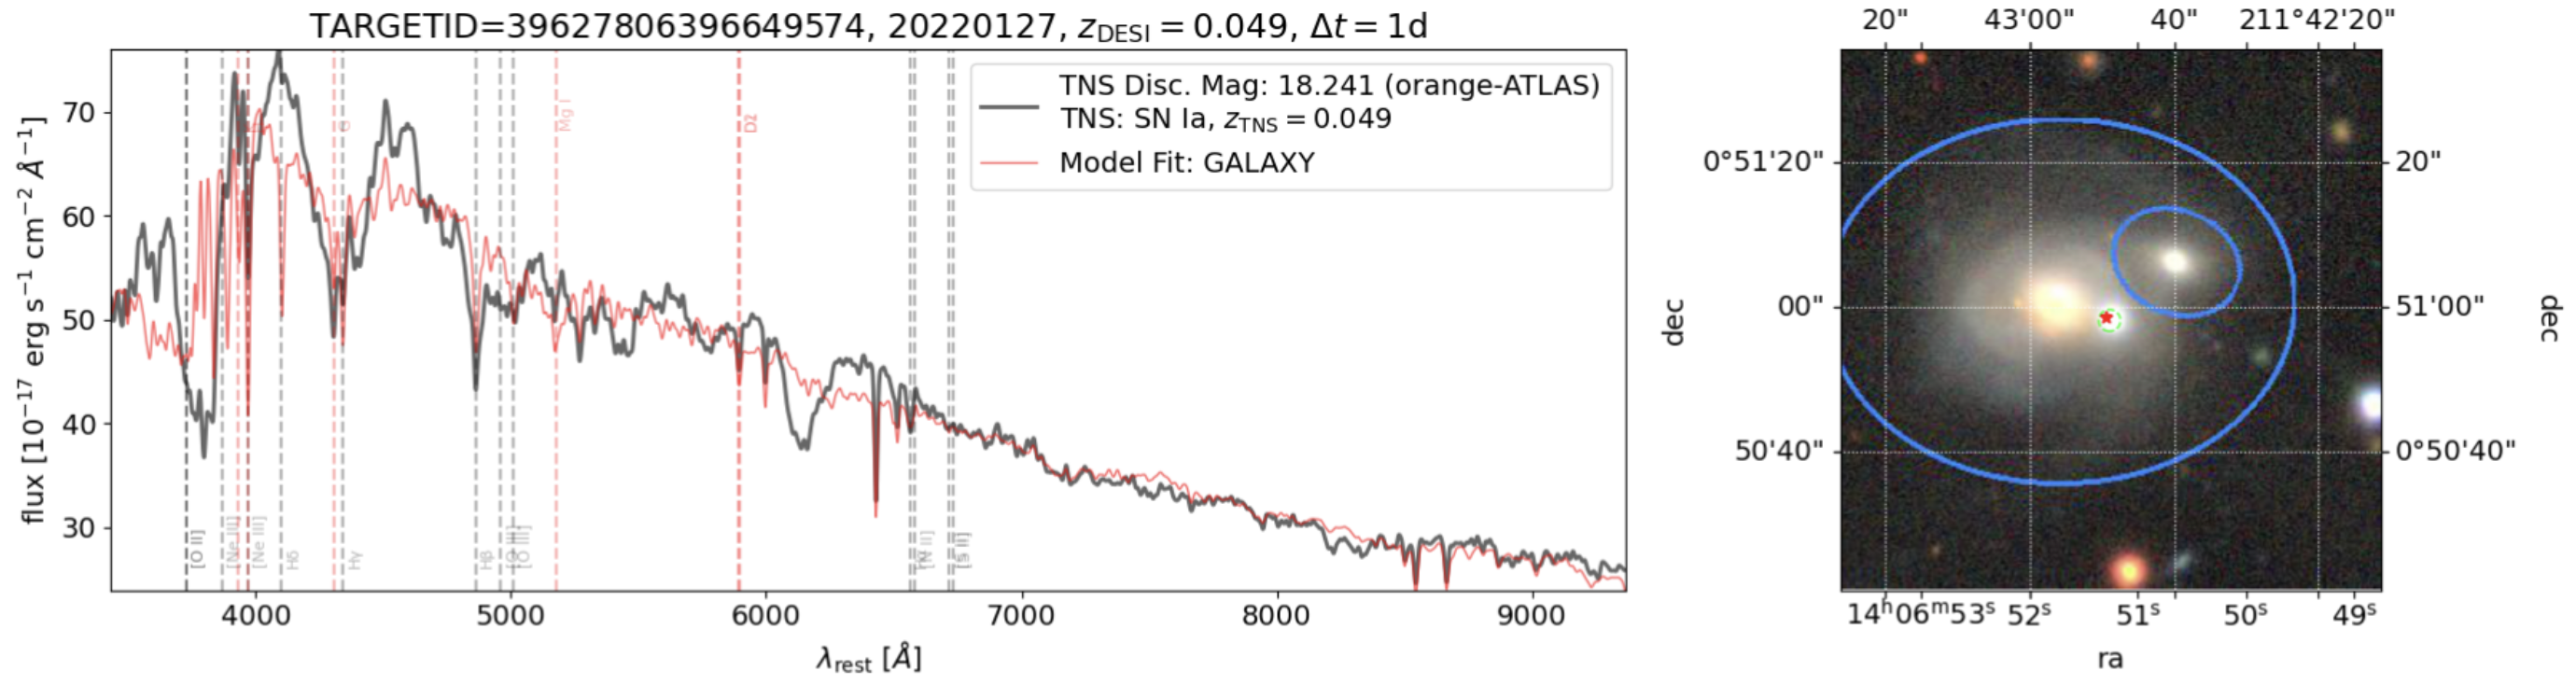 TARGETID=39627806396649574, 20220127, z_DESI = 0.049, Δt = 1d
TNS Disc. Mag: 18.241 (orange-ATLAS)
TNS: SN Ia, z_TNS = 0.049
Model Fit: GALAXY
flux [10⁻¹⁷ erg s⁻¹ cm⁻² Å⁻¹]
70
60
50
40
30
4000 5000 6000 7000 8000 9000
λ_rest [Å]
Mg I
[O II]
[Ne III]
[Ne III]
Hδ
Hγ
Hβ
[O III]
[O III]
[N II]
[S II]
20" 43'00" 40" 211°42'20"
0°51'20"
00"
50'40"
20"
51'00"
0°50'40"
dec
dec
14ʰ06ᵐ53ˢ 52ˢ 51ˢ 50ˢ 49ˢ
ra